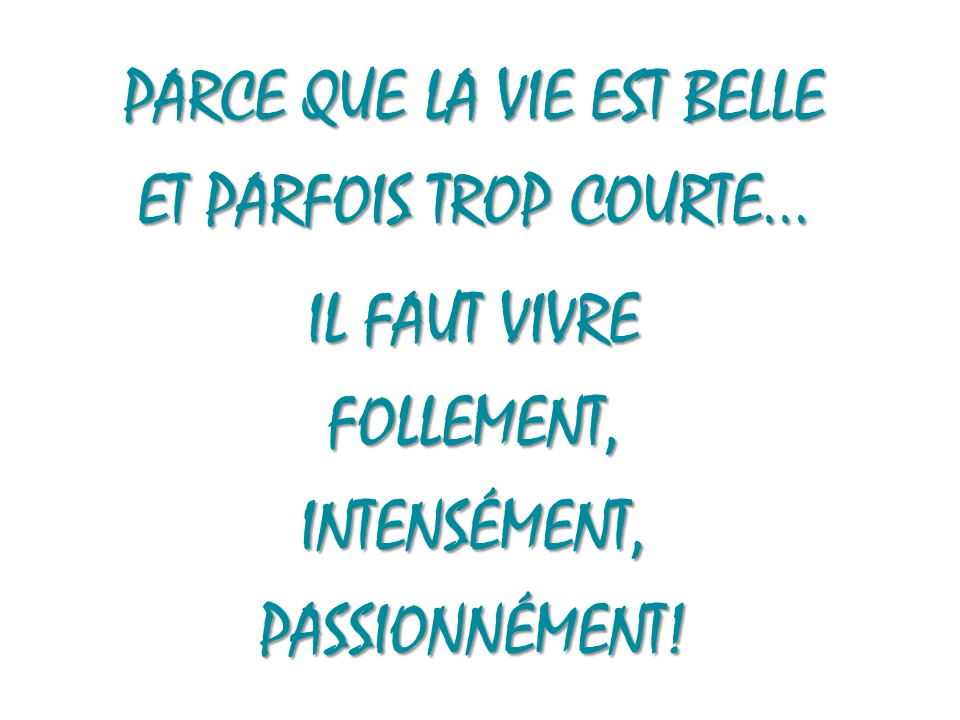 PARCE QUE LA VIE EST BELLE
ET PARFOIS TROP COURTE...
IL FAUT VIVRE
FOLLEMENT,
INTENSÉMENT,
PASSIONNÉMENT!